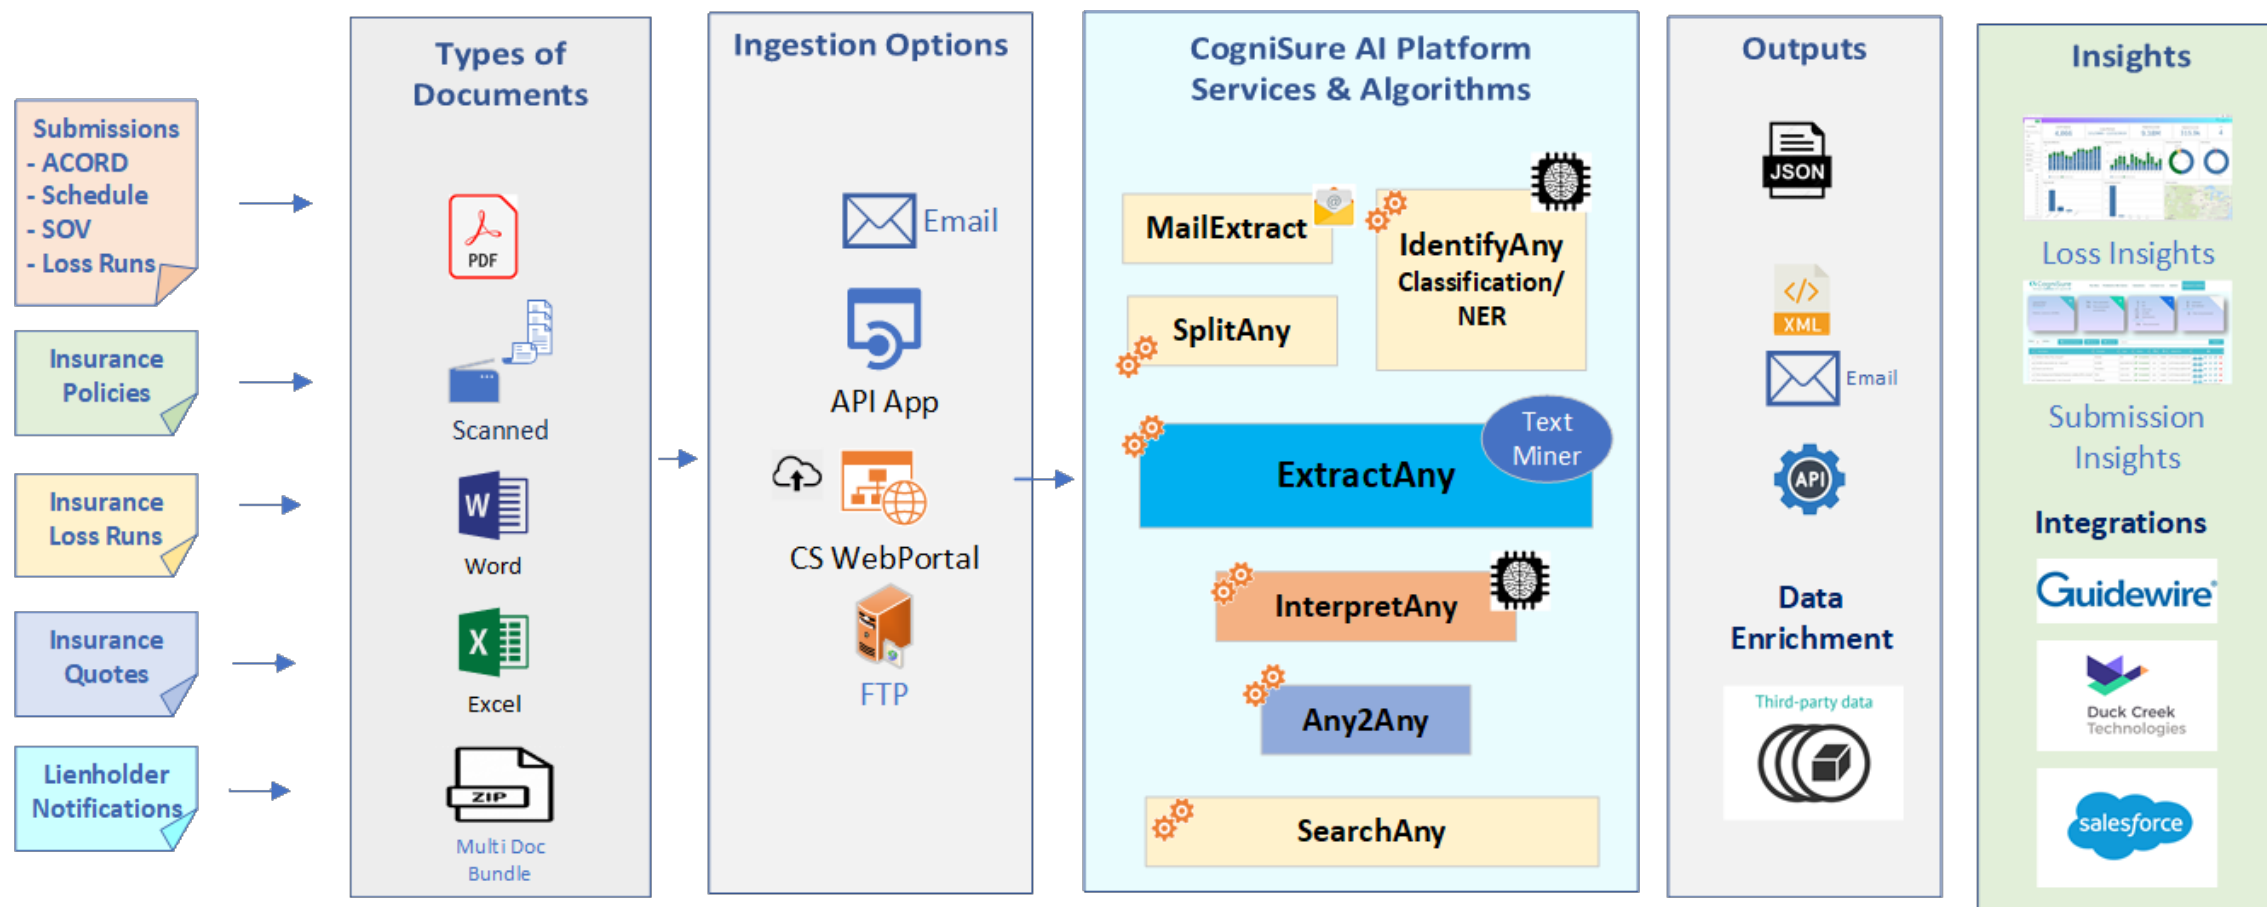 Submissions
- ACORD
- Schedule
- SOV
- Loss Runs
Insurance
Policies
Insurance
Loss Runs
Insurance
Quotes
Lienholder
Notifications
Types of
Documents
PDF
Scanned
W
Word
X
Excel
ZIP
Multi Doc
Bundle
Ingestion Options
Email
API App
CS WebPortal
FTP
CogniSure AI Platform
Services & Algorithms
MailExtract
@
IdentifyAny
Classification/
NER
SplitAny
Text
Miner
ExtractAny
InterpretAny
Any2Any
SearchAny
Outputs
JSON
</>
XML
Email
API
Data
Enrichment
Third-party data
Insights
Loss Insights
CogniSure
Submission
Insights
Integrations
Guidewire®
Duck Creek
Technologies
salesforce